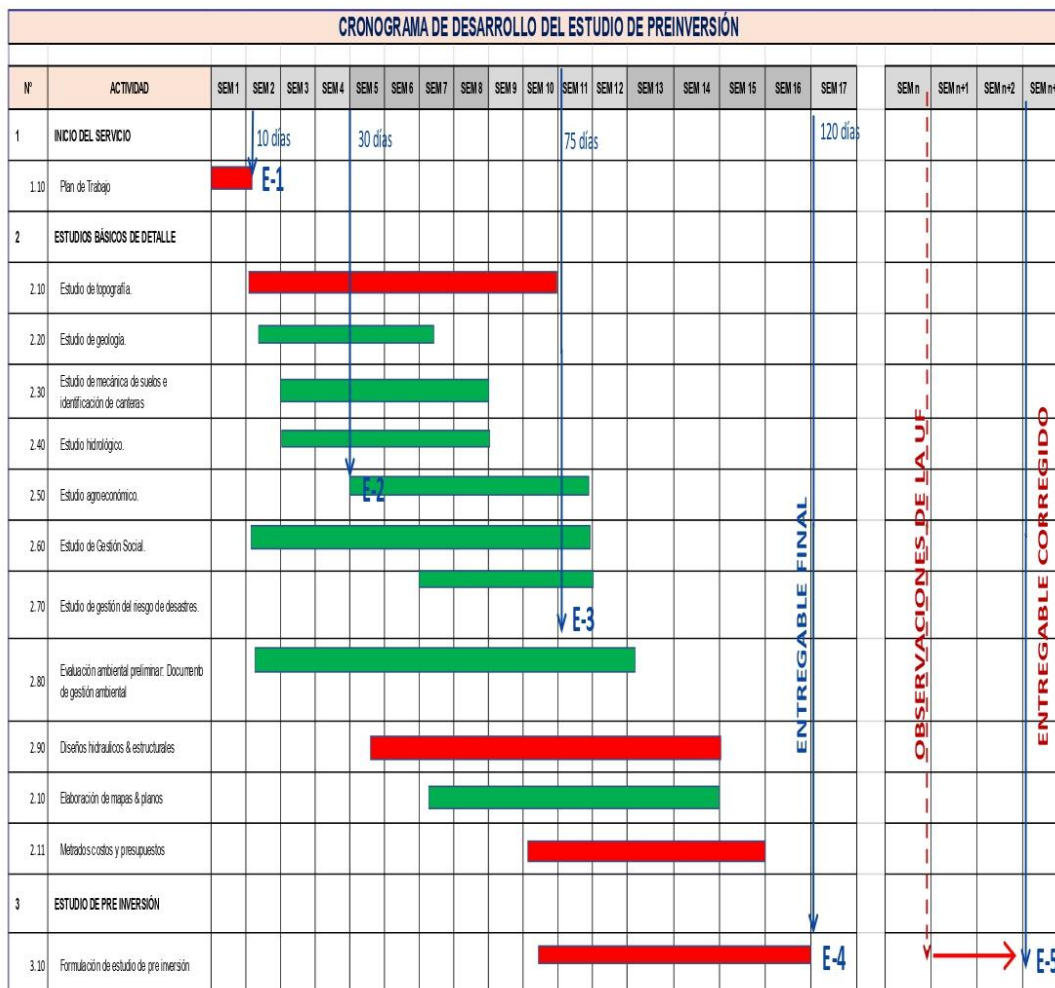 CRONOGRAMA DE DESARROLLO DEL ESTUDIO DE PREINVERSIÓN
N° ACTIVIDAD SEM 1 SEM 2 SEM 3 SEM 4 SEM 5 SEM 6 SEM 7 SEM 8 SEM 9 SEM 10 SEM 11 SEM 12 SEM 13 SEM 14 SEM 15 SEM 16 SEM 17 SEM n SEM n+1 SEM n+2
1 INICIO DEL SERVICIO 10 días 30 días 75 días 120 días
1.10 Plan de Trabajo E-1
2 ESTUDIOS BÁSICOS DE DETALLE
2.10 Estudio de topografía.
2.20 Estudio de geología.
2.30 Estudio de mecánica de suelos e
identificación de canteras
2.40 Estudio hidrológico.
2.50 Estudio agroeconómico. E-2
2.60 Estudio de Gestión Social.
2.70 Estudio de gestión del riesgo de desastres. E-3
2.80 Evaluación ambiental preliminar: Documento
de gestión ambiental
2.90 Diseños hidraulicos & estructurales
2.10 Elaboración de mapas & planos
2.11 Metrados costos y presupuestos
3 ESTUDIO DE PRE INVERSIÓN
3.10 Formulación de estudio de pre inversión E-4 E-5
ENTREGABLE FINAL
OBSERVACIONES DE LA UF
ENTREGABLE CORREGIDO